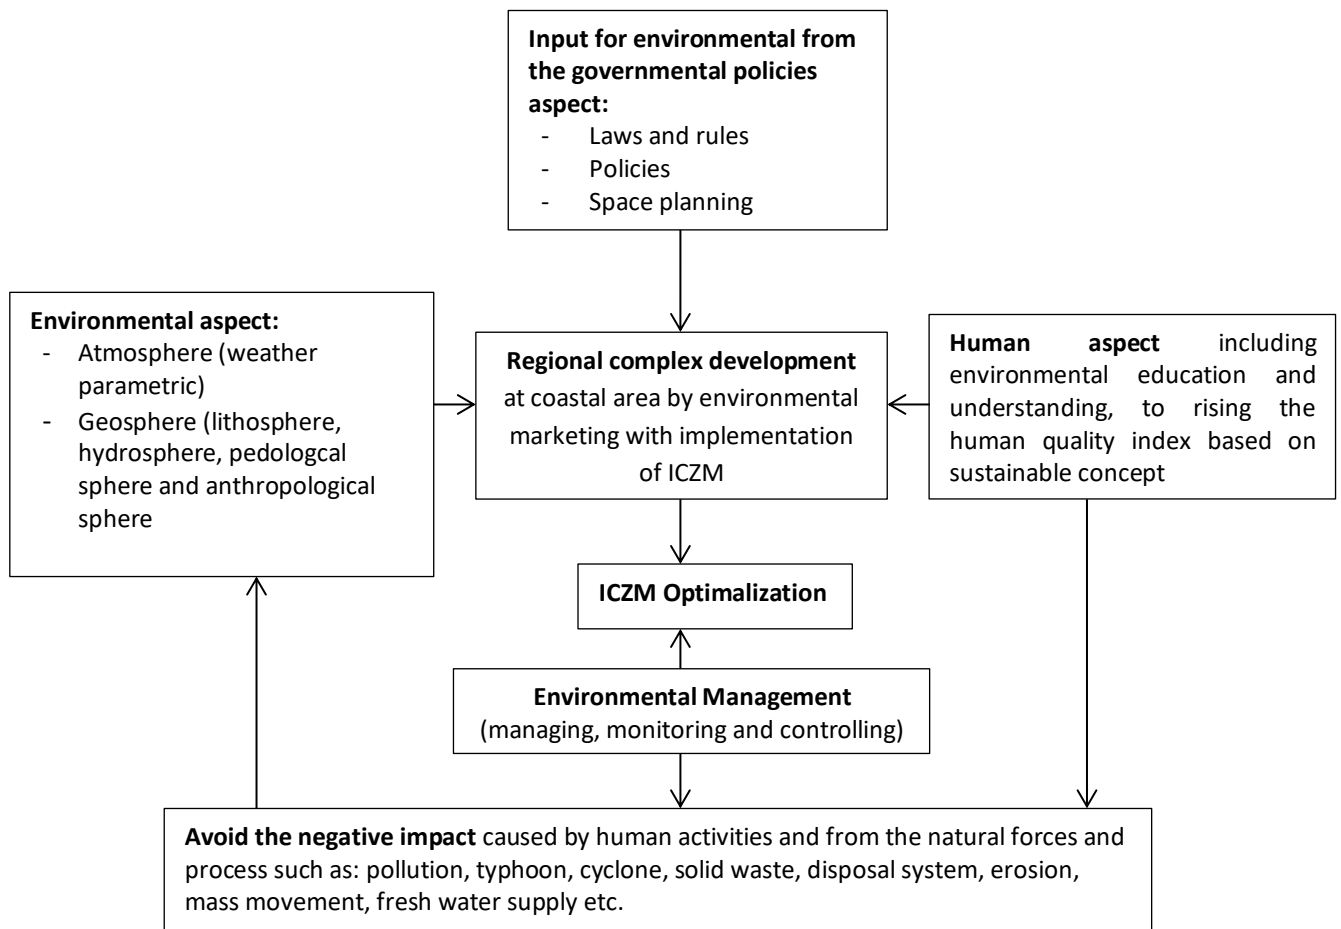 Input for environmental from
the governmental policies
aspect:
- Laws and rules
- Policies
- Space planning
Environmental aspect:
- Atmosphere (weather
parametric)
- Geosphere (lithosphere,
hydrosphere, pedologcal
sphere and anthropological
sphere
Regional complex development
at coastal area by environmental
marketing with implementation
of ICZM
Human aspect including
environmental education and
understanding, to rising the
human quality index based on
sustainable concept
ICZM Optimalization
Environmental Management
(managing, monitoring and controlling)
Avoid the negative impact caused by human activities and from the natural forces and
process such as: pollution, typhoon, cyclone, solid waste, disposal system, erosion,
mass movement, fresh water supply etc.